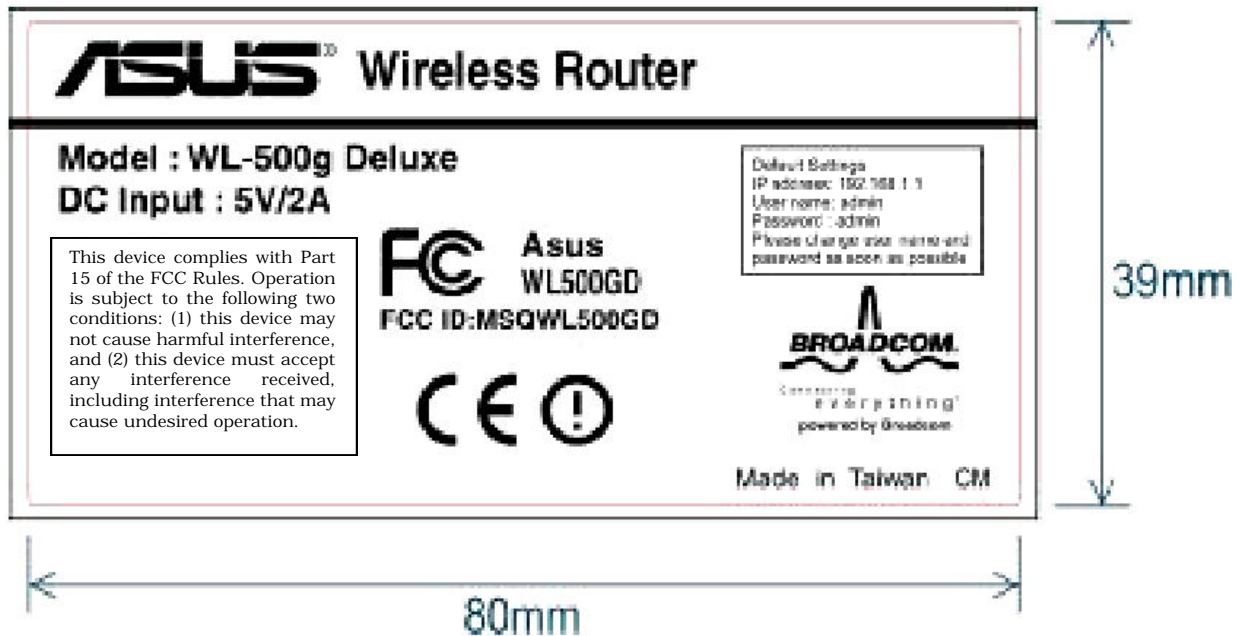 ASUS® Wireless Router
Model : WL-500g Deluxe
DC Input : 5V/2A
This device complies with Part
15 of the FCC Rules. Operation
is subject to the following two
conditions: (1) this device may
not cause harmful interference,
and (2) this device must accept
any interference received,
including interference that may
cause undesired operation.
FC Asus
WL500GD
FCC ID:MSQWL500GD
CE
Default Settings
IP address: 192.168.1.1
User name: admin
Password : admin
Please change user name and
password as soon as possible
BROADCOM.
Connecting
everything
powered by Broadcom
Made in Taiwan CM
39mm
80mm